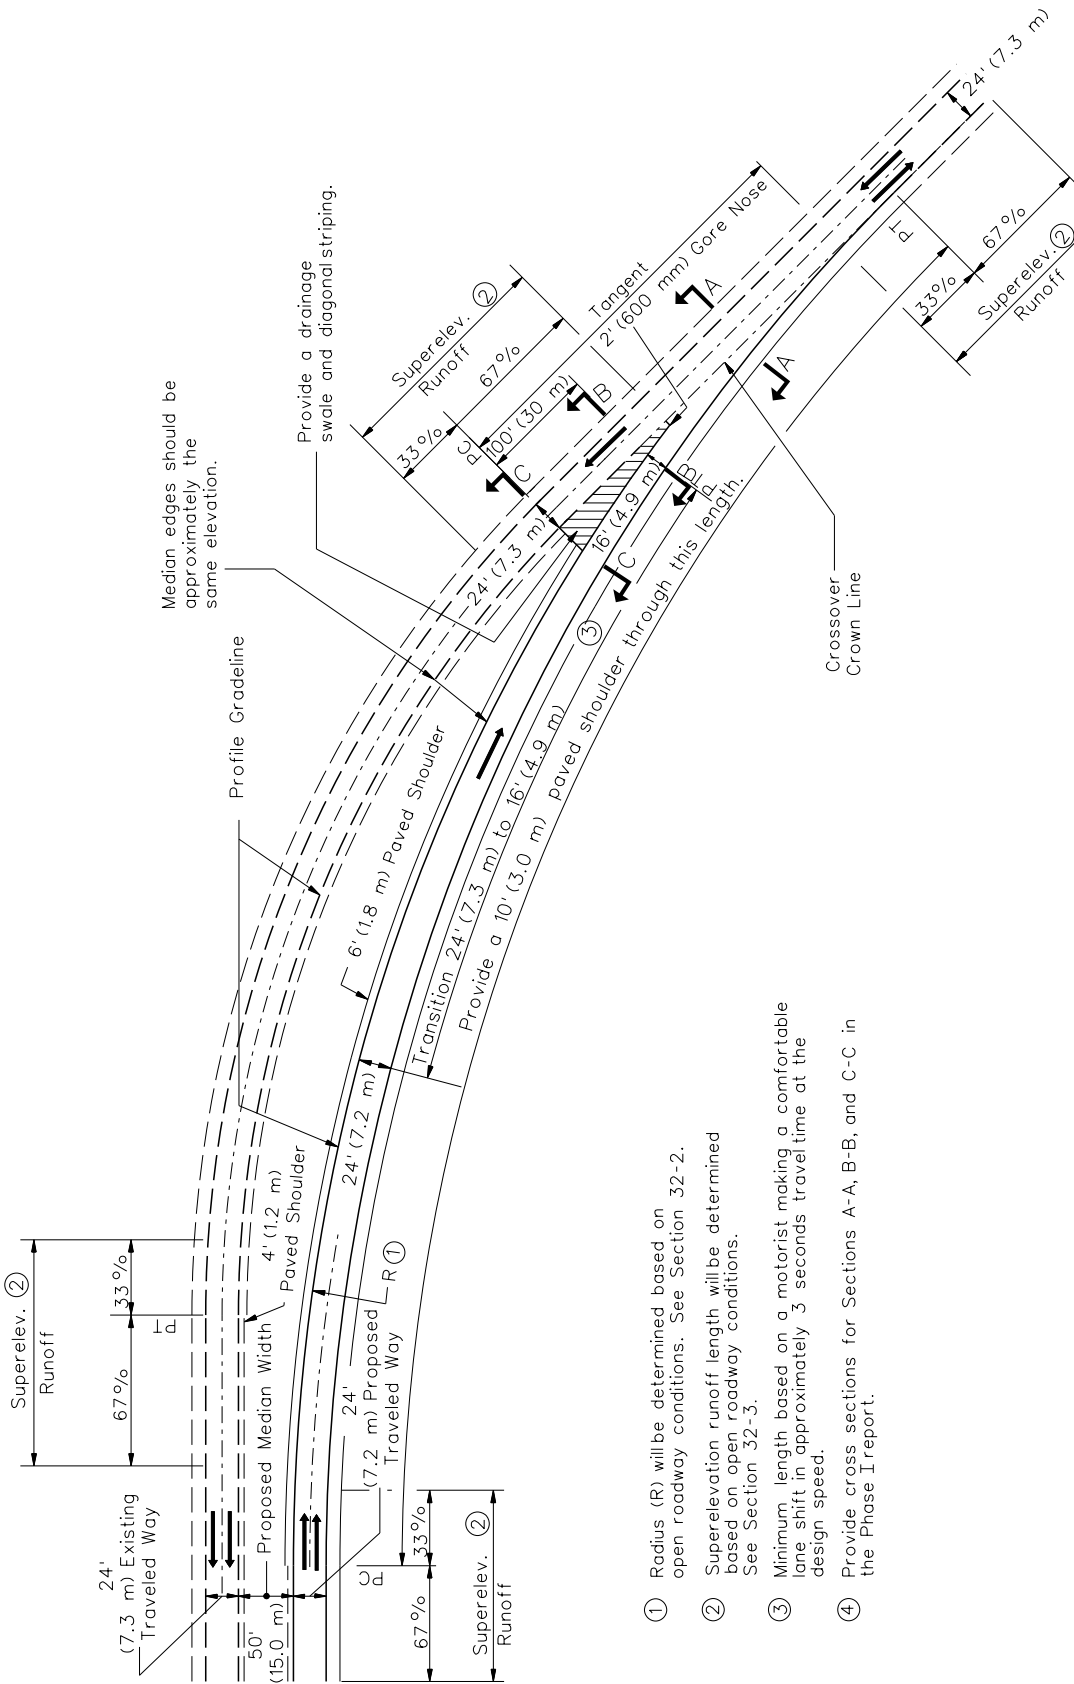 Superelev. ②
Runoff
67%
33%
PT
24'
(7.3 m) Existing
Traveled Way
50'
(15.0 m)
Proposed Median Width
4' (1.2 m)
Paved Shoulder
R ①
24'
(7.2 m) Proposed
Traveled Way
PC
67%
33%
Superelev. ②
Runoff
Profile Gradeline
24' (7.2 m)
6' (1.8 m) Paved Shoulder
Transition 24' (7.3 m) to 16' (4.9 m)
③
Provide a 10' (3.0 m) paved shoulder through this length.
Median edges should be
approximately the
same elevation.
Provide a drainage
swale and diagonal striping.
24' (7.3 m)
16' (4.9 m)
Superelev. ②
Runoff
33%
67%
PC
100' (30 m)
Tangent
2' (600 mm) Gore Nose
C
B
A
C
B
A
P
Crossover
Crown Line
PT
33%
67%
Superelev. ②
Runoff
24' (7.3 m)
① Radius (R) will be determined based on
open roadway conditions. See Section 32-2.
② Superelevation runoff length will be determined
based on open roadway conditions.
See Section 32-3.
③ Minimum length based on a motorist making a comfortable
lane shift in approximately 3 seconds travel time at the
design speed.
④ Provide cross sections for Sections A-A, B-B, and C-C in
the Phase I report.